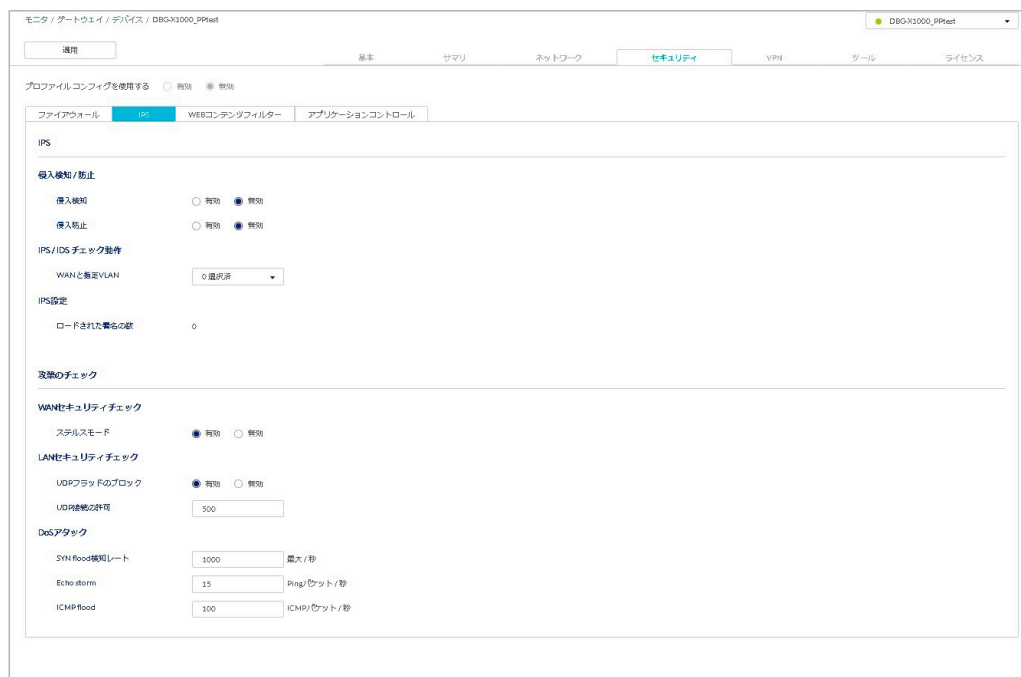 モニタ / ゲートウェイ / デバイス / DBG-X1000_PPtest
DBG-X1000_PPtest
適用
基本 サマリ ネットワーク セキュリティ VPN ツール ライセンス
プロファイルコンフィグを使用する 有効 無効
ファイアウォール IPS WEBコンテンツフィルター アプリケーションコントロール
IPS
侵入検知 / 防止
侵入検知 有効 無効
侵入防止 有効 無効
IPS / IDS チェック動作
WANと指定VLAN 0 選択済
IPS設定
ロードされた署名の数 0
攻撃のチェック
WANセキュリティチェック
ステルスモード 有効 無効
LANセキュリティチェック
UDPフラッドのブロック 有効 無効
UDP接続の許可 500
DoSアタック
SYN flood検知レート 1000 最大 / 秒
Echo storm 15 Pingパケット / 秒
ICMP flood 100 ICMPパケット / 秒